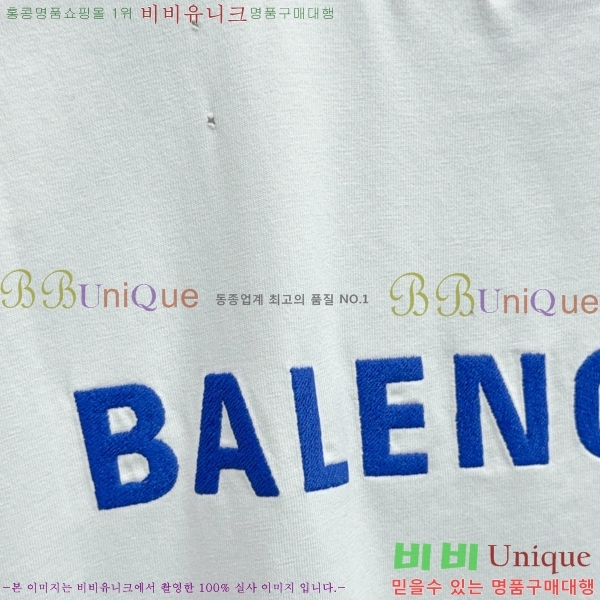 홍콩명품쇼핑몰 1위 비비유니크명품구매대행
BBUniQue 동종업계 최고의 품질 NO.1 BBUniQue
BALENC
비비 Unique
믿을수 있는 명품구매대행
-본 이미지는 비비유니크에서 촬영한 100% 실사 이미지 입니다.-